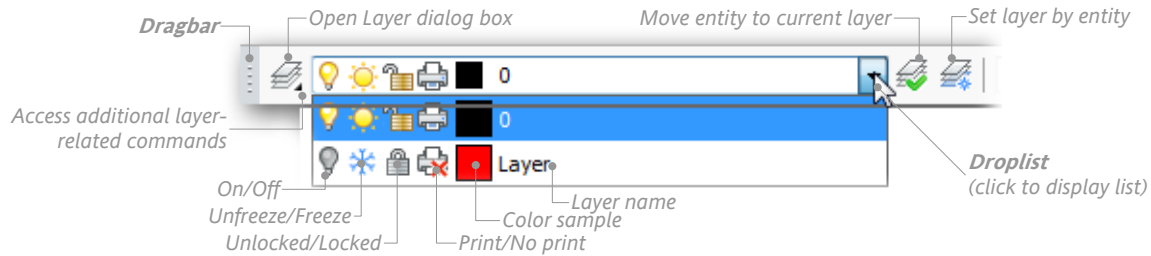 Open Layer dialog box
Move entity to current layer
Set layer by entity
Dragbar
0
Access additional layer-
related commands
0
Layer
Droplist
(click to display list)
On/Off
Layer name
Unfreeze/Freeze
Color sample
Unlocked/Locked
Print/No print